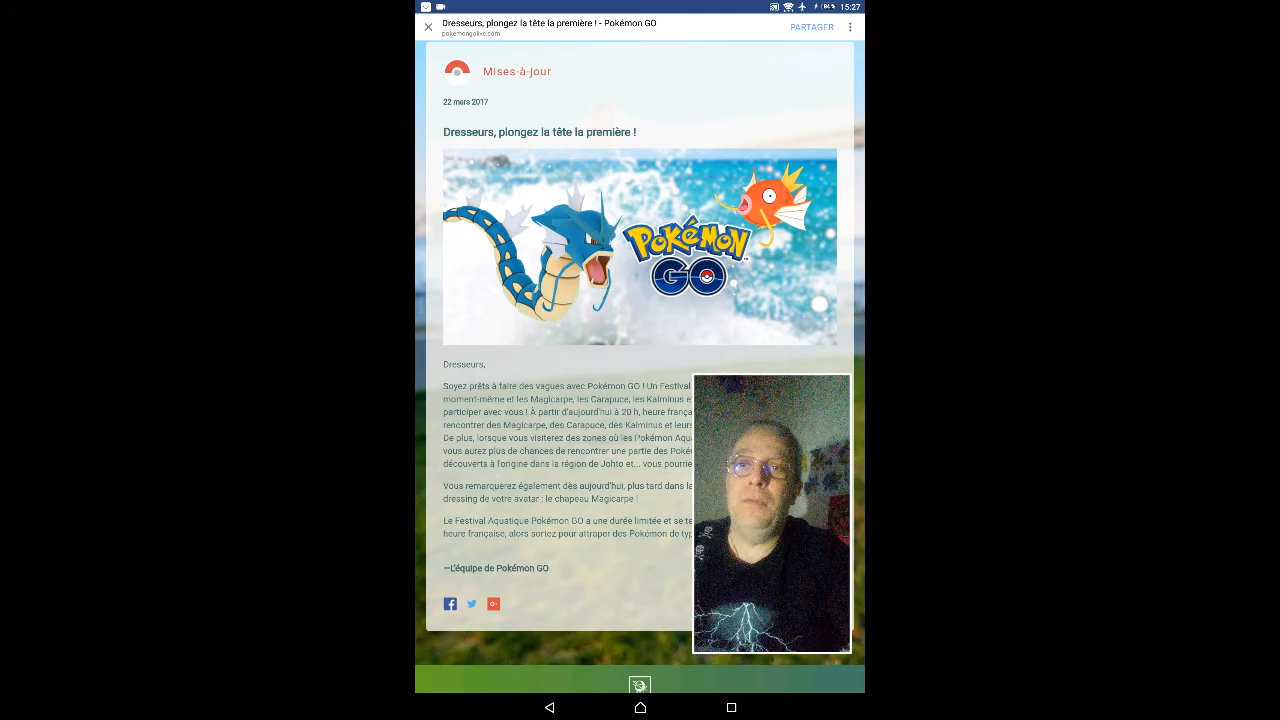 84%
15:27
Dresseurs, plongez la tête la première ! - Pokémon GO
pokemongolive.com
PARTAGER
Mises-à-jour
22 mars 2017
Dresseurs, plongez la tête la première !
POKéMON
GO
Dresseurs,
Soyez prêts à faire des vagues avec Pokémon GO ! Un Festival
moment-même et les Magicarpe, les Carapuce, les Kaiminus e
participer avec vous ! À partir d'aujourd'hui à 20 h, heure frança
rencontrer des Magicarpe, des Carapuce, des Kaiminus et leurs
De plus, lorsque vous visiterez des zones où les Pokémon Aqua
vous aurez plus de chances de rencontrer une partie des Poké
découverts à l'origine dans la région de Johto et... vous pourrie
Vous remarquerez également dès aujourd'hui, plus tard dans la
dressing de votre avatar : le chapeau Magicarpe !
Le Festival Aquatique Pokémon GO a une durée limitée et se te
heure française, alors sortez pour attraper des Pokémon de typ
—L'équipe de Pokémon GO